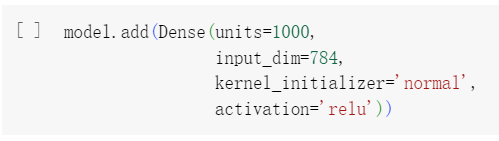 [ ] model.add(Dense(units=1000,
input_dim=784,
kernel_initializer='normal',
activation='relu'))